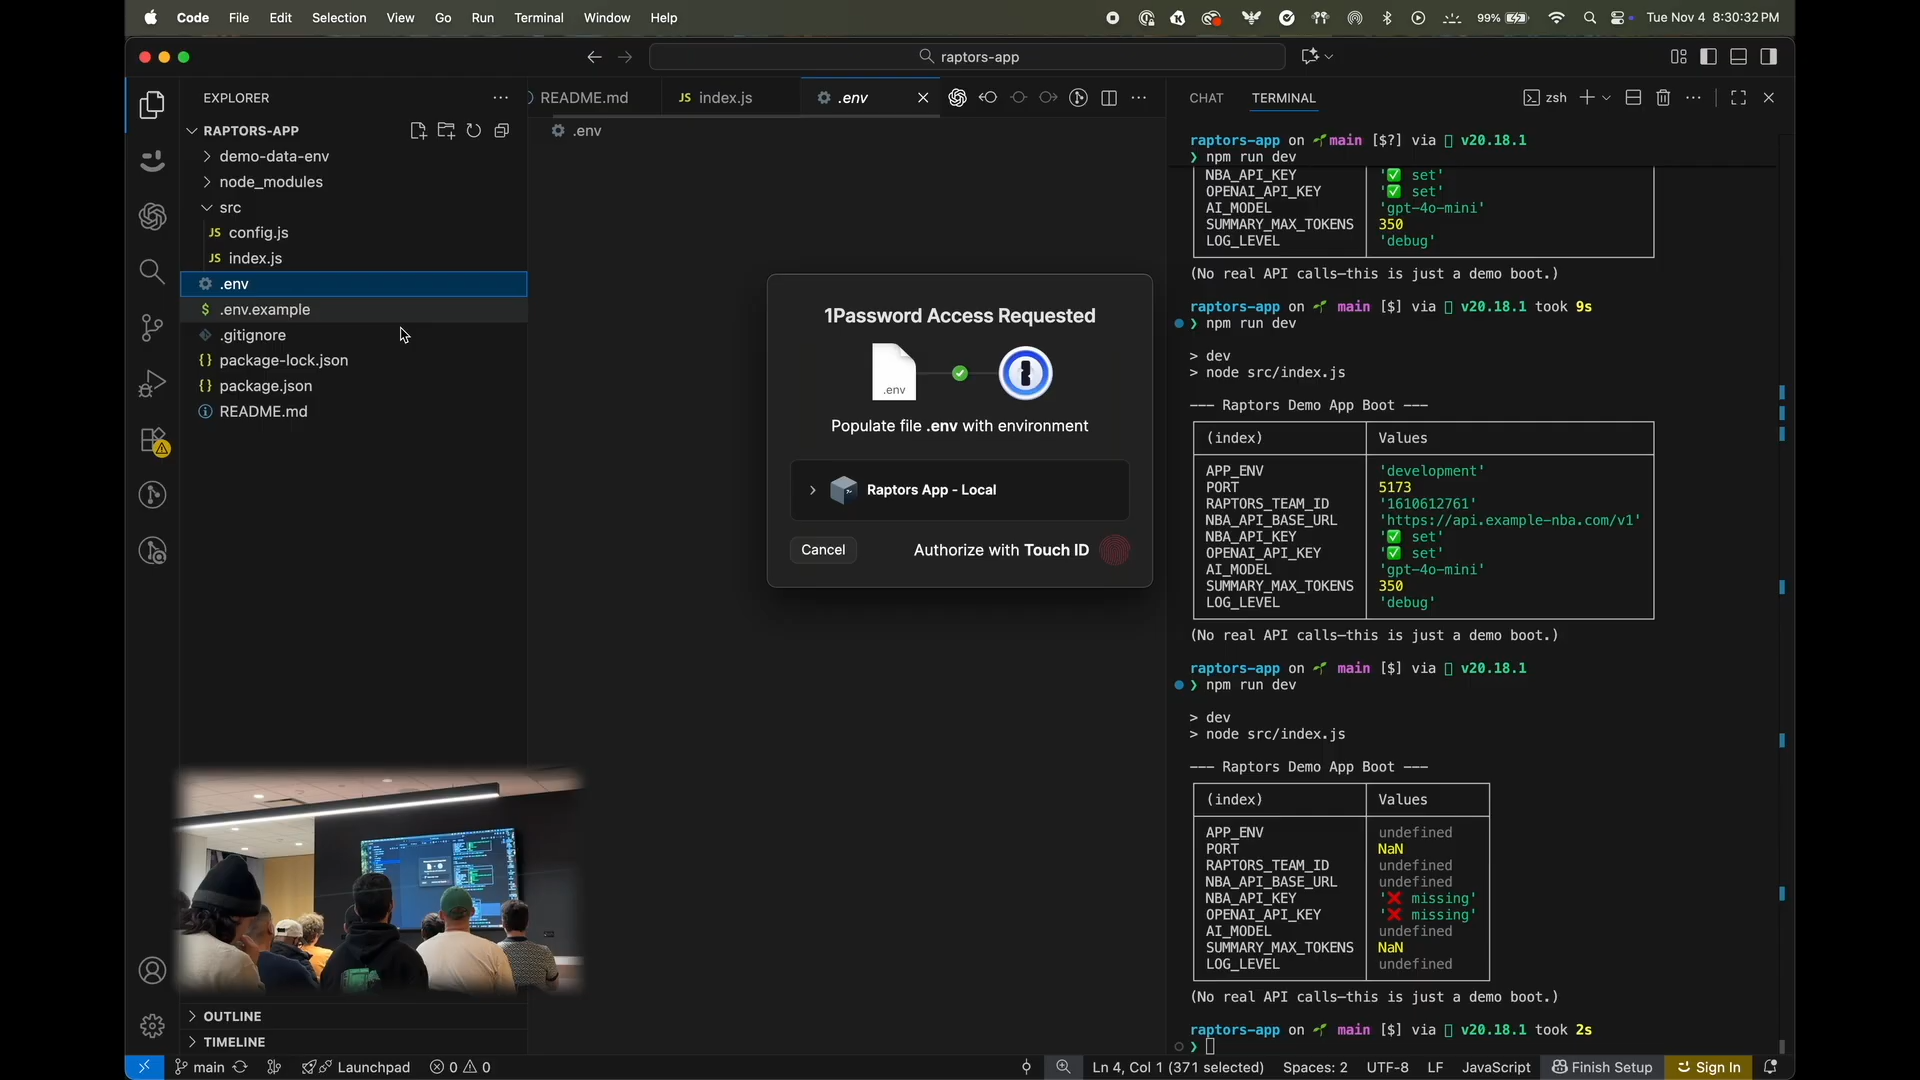 Code File Edit Selection View Go Run Terminal Window Help
99% Tue Nov 4 8:30:32 PM
raptors-app
EXPLORER
RAPTORS-APP
demo-data-env
node_modules
src
JS config.js
JS index.js
.env
$ .env.example
.gitignore
{} package-lock.json
{} package.json
README.md
OUTLINE
TIMELINE
README.md
JS index.js
.env
.env
1Password Access Requested
.env
Populate file .env with environment
Raptors App - Local
Cancel
Authorize with Touch ID
CHAT TERMINAL
zsh
raptors-app on main [$?] via v20.18.1
❯ npm run dev
NBA_API_KEY '✅ set'
OPENAI_API_KEY '✅ set'
AI_MODEL 'gpt-4o-mini'
SUMMARY_MAX_TOKENS 350
LOG_LEVEL 'debug'
(No real API calls—this is just a demo boot.)
raptors-app on main [$] via v20.18.1 took 9s
❯ npm run dev
> dev
> node src/index.js
—— Raptors Demo App Boot ——
(index) Values
APP_ENV 'development'
PORT 5173
RAPTORS_TEAM_ID '1610612761'
NBA_API_BASE_URL 'https://api.example-nba.com/v1'
NBA_API_KEY '✅ set'
OPENAI_API_KEY '✅ set'
AI_MODEL 'gpt-4o-mini'
SUMMARY_MAX_TOKENS 350
LOG_LEVEL 'debug'
(No real API calls—this is just a demo boot.)
raptors-app on main [$] via v20.18.1
❯ npm run dev
> dev
> node src/index.js
—— Raptors Demo App Boot ——
(index) Values
APP_ENV undefined
PORT NaN
RAPTORS_TEAM_ID undefined
NBA_API_BASE_URL undefined
NBA_API_KEY '❌ missing'
OPENAI_API_KEY '❌ missing'
AI_MODEL undefined
SUMMARY_MAX_TOKENS NaN
LOG_LEVEL undefined
(No real API calls—this is just a demo boot.)
raptors-app on main [$] via v20.18.1 took 2s
❯
main Launchpad 0 0 Ln 4, Col 1 (371 selected) Spaces: 2 UTF-8 LF JavaScript Finish Setup Sign In